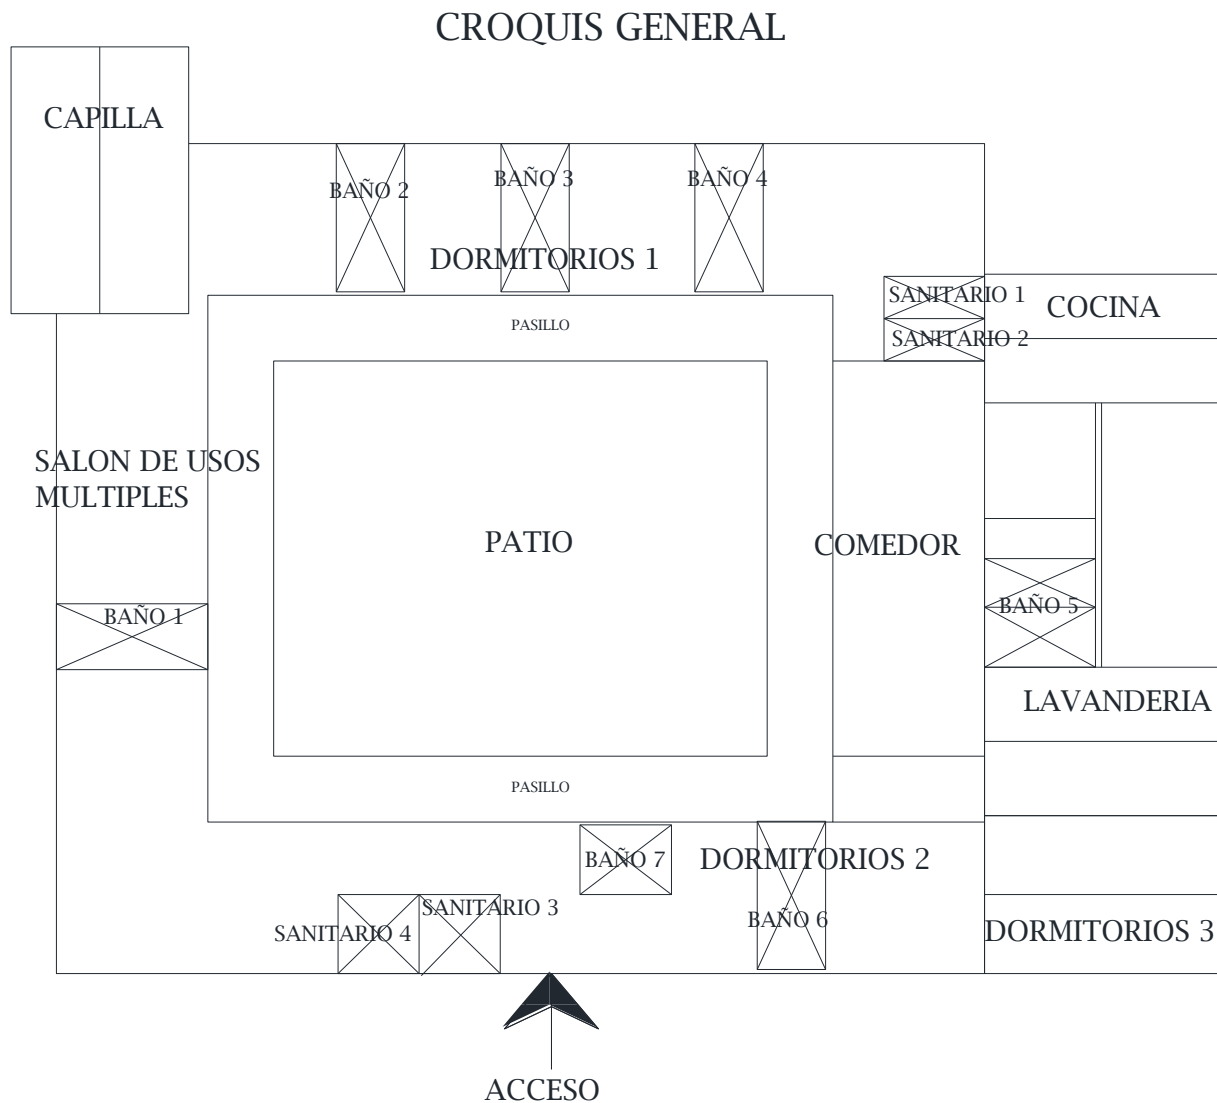 CROQUIS GENERAL
CAPILLA
BAÑO 2
BAÑO 3
BAÑO 4
DORMITORIOS 1
SANITARIO 1
COCINA
PASILLO
SANITARIO 2
SALON DE USOS
MULTIPLES
PATIO
COMEDOR
BAÑO 1
BAÑO 5
LAVANDERIA
PASILLO
BAÑO 7
DORMITORIOS 2
SANITARIO 3
BAÑO 6
SANITARIO 4
DORMITORIOS 3
ACCESO